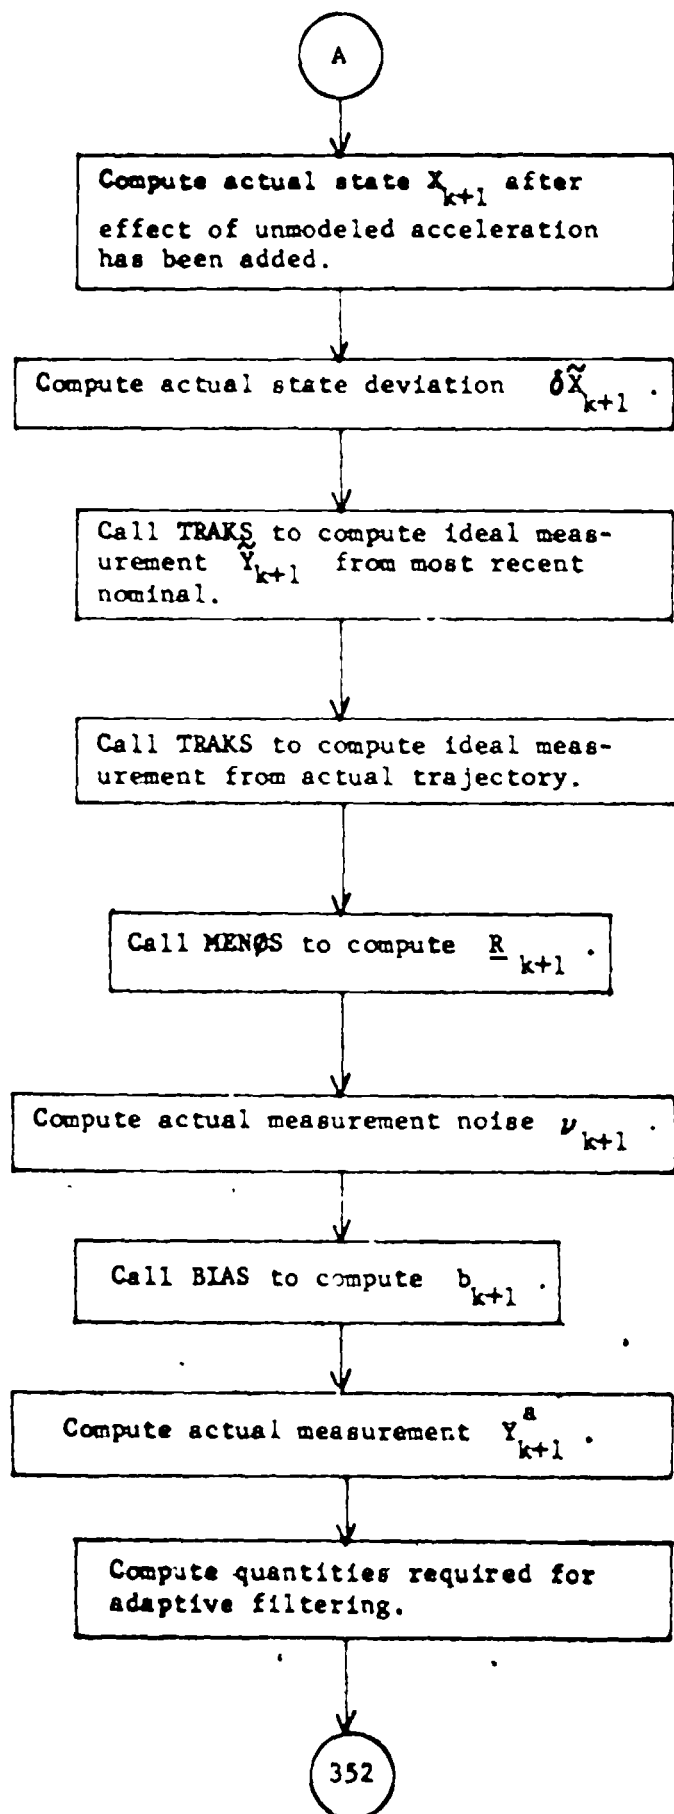 A
Compute actual state X_{k+1} after
effect of unmodeled acceleration
has been added.
Compute actual state deviation δX̃_{k+1} .
Call TRAKS to compute ideal meas-
urement Ỹ_{k+1} from most recent
nominal.
Call TRAKS to compute ideal meas-
urement from actual trajectory.
Call MENØS to compute R̲_{k+1} .
Compute actual measurement noise ν_{k+1} .
Call BIAS to compute b_{k+1} .
Compute actual measurement Y^a_{k+1} .
Compute quantities required for
adaptive filtering.
352